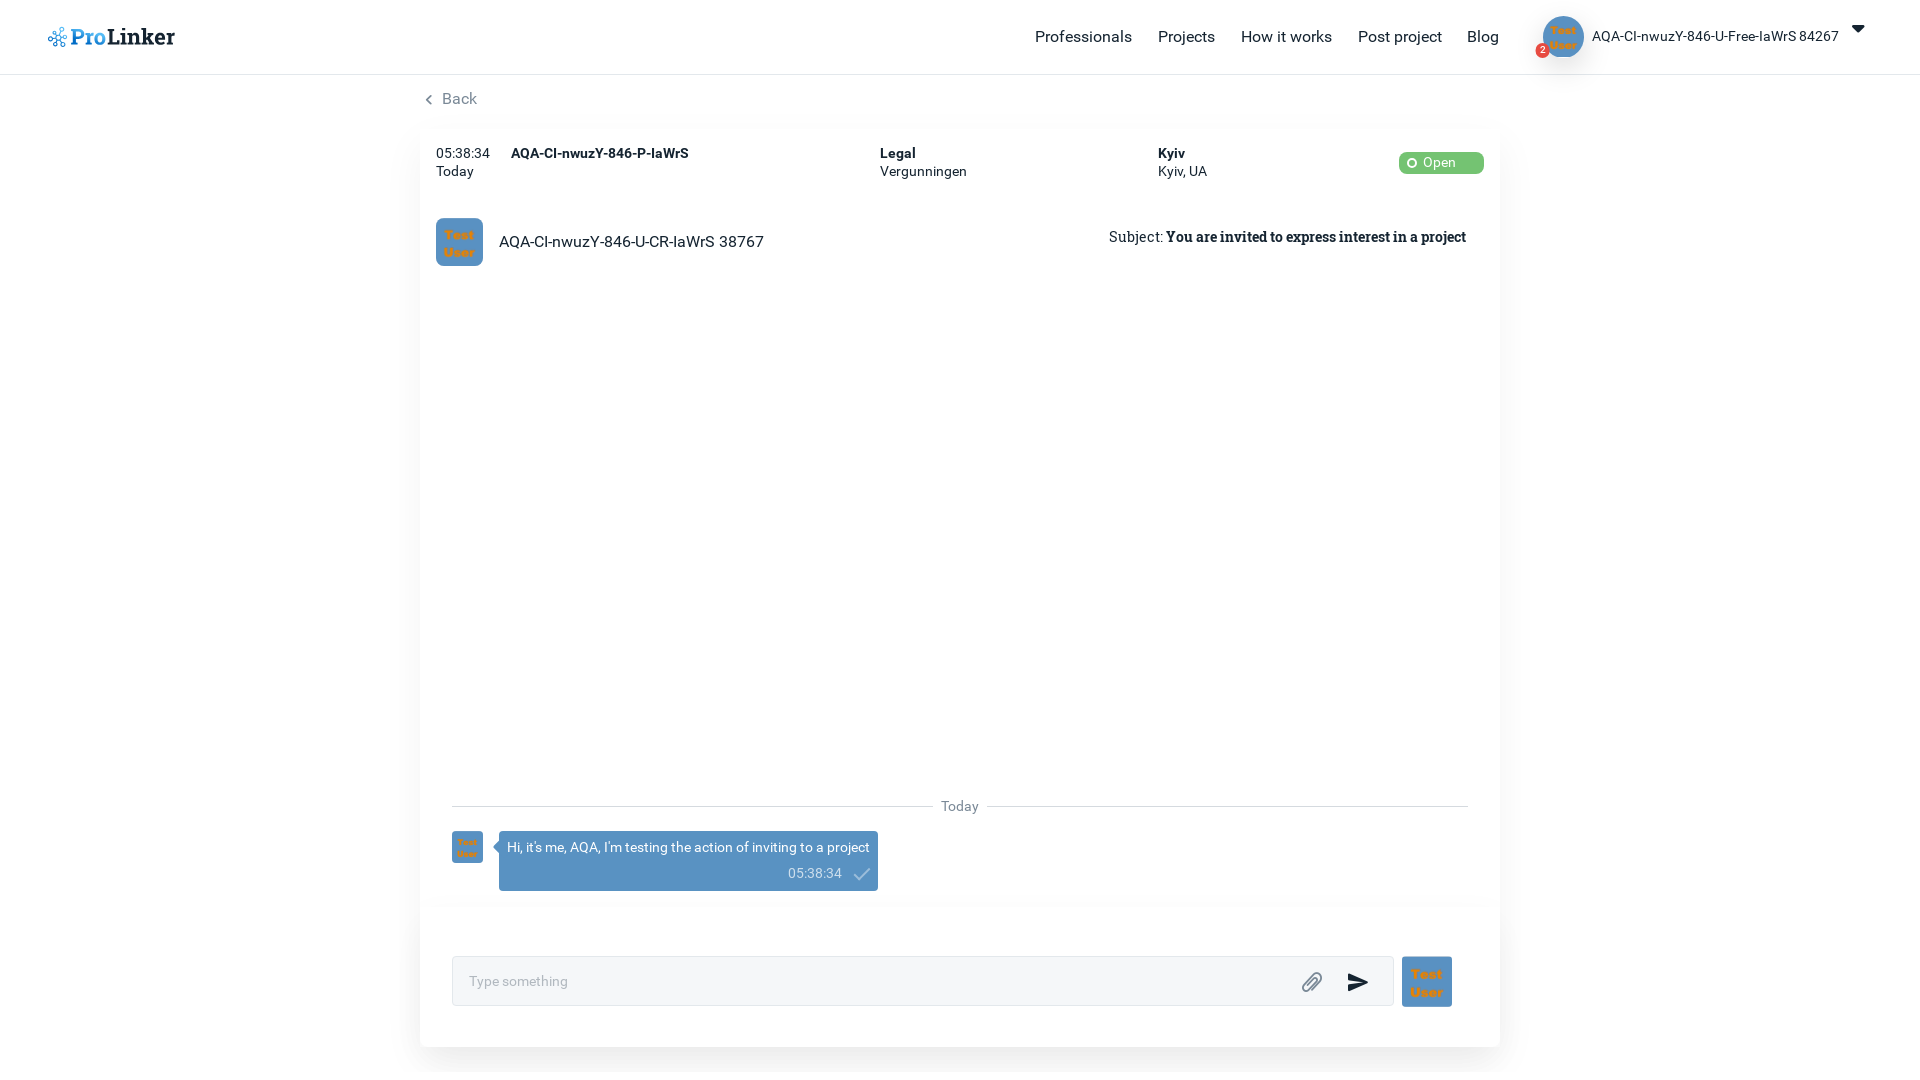 ProLinker
Professionals
Projects
How it works
Post project
Blog
Test
User
2
AQA-CI-nwuzY-846-U-Free-IaWrS 84267
Back
05:38:34
Today
AQA-CI-nwuzY-846-P-IaWrS
Legal
Vergunningen
Kyiv
Kyiv, UA
Open
Test
User
AQA-CI-nwuzY-846-U-CR-IaWrS 38767
Subject: You are invited to express interest in a project
Today
Test
User
Hi, it's me, AQA, I'm testing the action of inviting to a project
05:38:34
Type something
Test
User